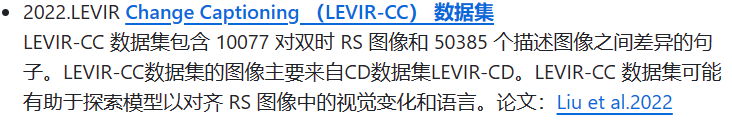 • 2022.LEVIR Change Captioning （LEVIR-CC） 数据集
LEVIR-CC 数据集包含 10077 对双时 RS 图像和 50385 个描述图像之间差异的句
子。LEVIR-CC数据集的图像主要来自CD数据集LEVIR-CD。LEVIR-CC 数据集可能
有助于探索模型以对齐 RS 图像中的视觉变化和语言。论文：Liu et al.2022